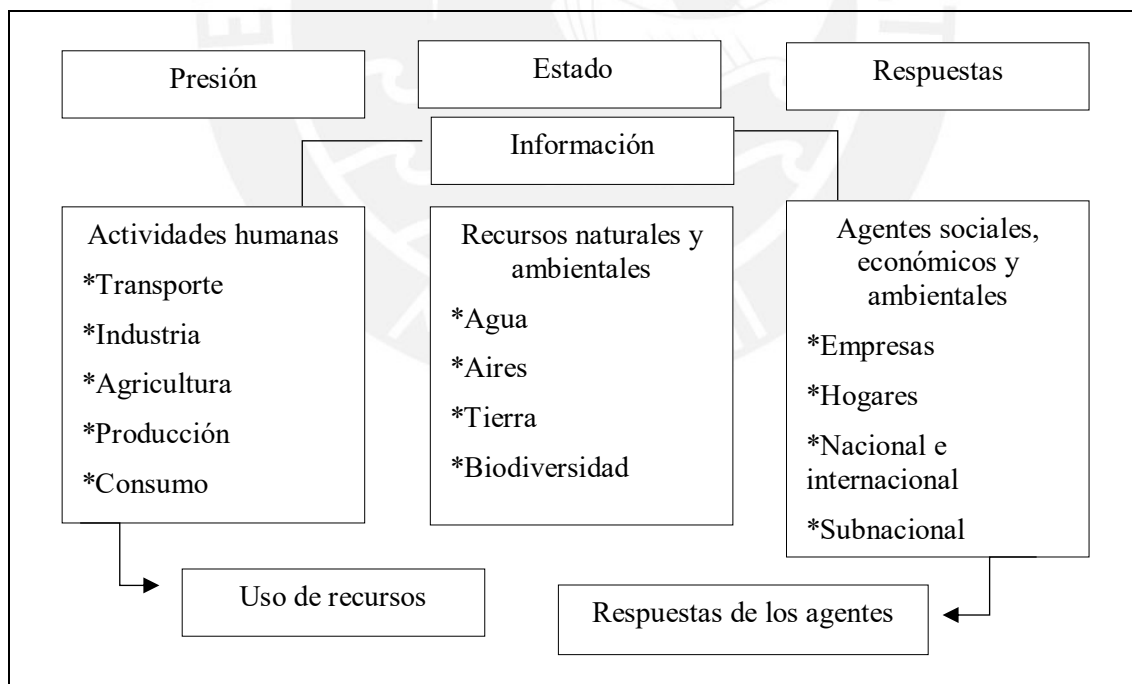 Presión
Estado
Respuestas
Información
Actividades humanas
*Transporte
*Industria
*Agricultura
*Producción
*Consumo
Recursos naturales y
ambientales
*Agua
*Aires
*Tierra
*Biodiversidad
Agentes sociales,
económicos y
ambientales
*Empresas
*Hogares
*Nacional e
internacional
*Subnacional
Uso de recursos
Respuestas de los agentes